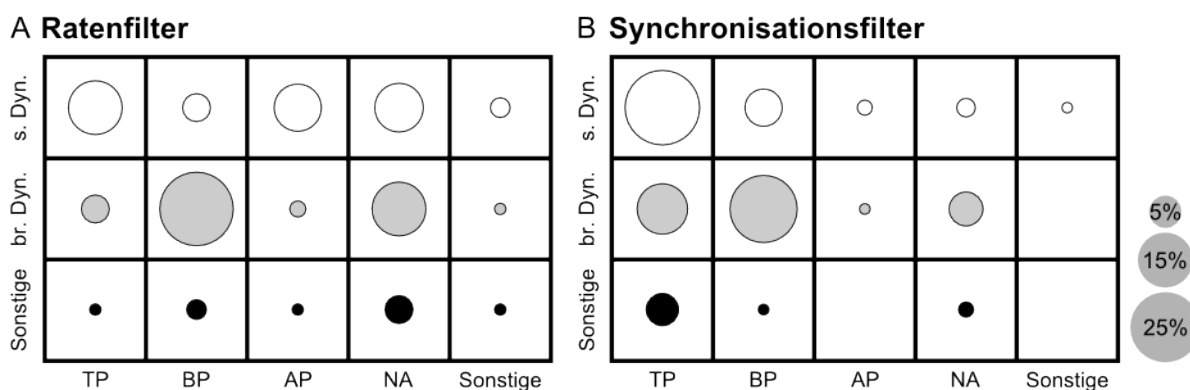 A Ratenfilter
B Synchronisationsfilter
s. Dyn.
br. Dyn.
Sonstige
s. Dyn.
br. Dyn.
Sonstige
5%
15%
25%
TP BP AP NA Sonstige
TP BP AP NA Sonstige